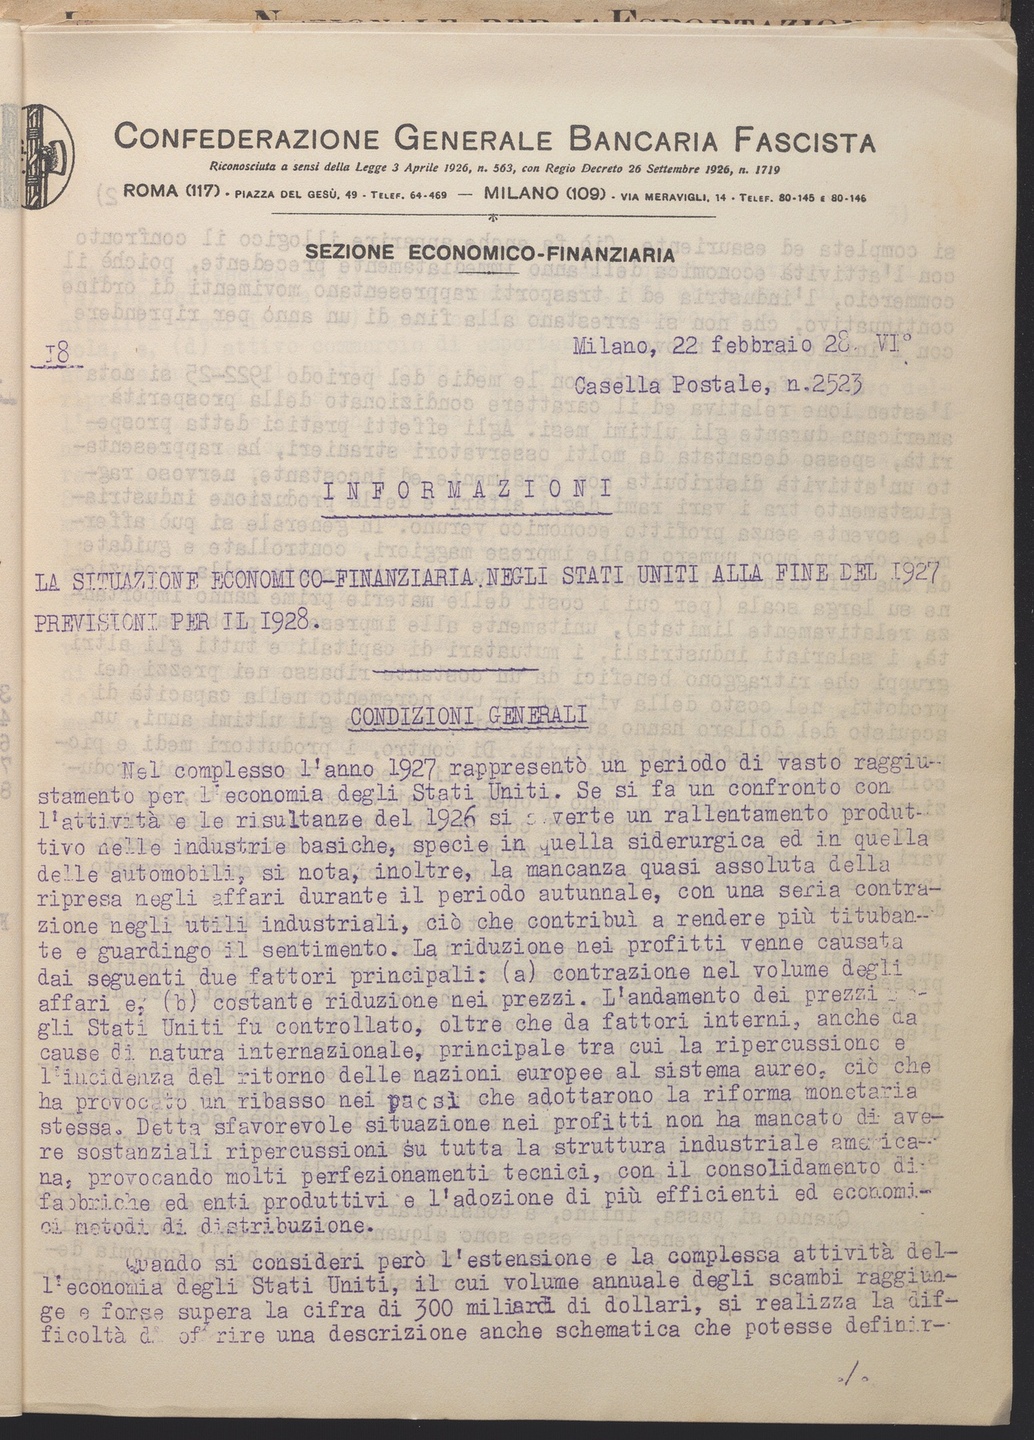 CONFEDERAZIONE GENERALE BANCARIA FASCISTA
Riconosciuta a sensi della Legge 3 Aprile 1926, n. 563, con Regio Decreto 26 Settembre 1926, n. 1719
ROMA (117) - PIAZZA DEL GESÙ, 49 - TELEF. 64-469 — MILANO (109) - VIA MERAVIGLI, 14 - TELEF. 80-145 E 80-146
SEZIONE ECONOMICO-FINANZIARIA
I8
Milano, 22 febbraio 28. VI°
Casella Postale, n.2523
I N F O R M A Z I O N I
LA SITUAZIONE ECONOMICO-FINANZIARIA NEGLI STATI UNITI ALLA FINE DEL 1927
PREVISIONI PER IL 1928.
CONDIZIONI GENERALI
Nel complesso l'anno 1927 rappresentò un periodo di vasto raggiu-
stamento per l'economia degli Stati Uniti. Se si fa un confronto con
l'attività e le risultanze del 1926 si avverte un rallentamento produt-
tivo nelle industrie basiche, specie in quella siderurgica ed in quella
delle automobili, si nota, inoltre, la mancanza quasi assoluta della
ripresa negli affari durante il periodo autunnale, con una seria contra-
zione negli utili industriali, ciò che contribuì a rendere più tituban-
te e guardingo il sentimento. La riduzione nei profitti venne causata
dai seguenti due fattori principali: (a) contrazione nel volume degli
affari e, (b) costante riduzione nei prezzi. L'andamento dei prezzi
gli Stati Uniti fu controllato, oltre che da fattori interni, anche da
cause di natura internazionale, principale tra cui la ripercussione e
l'incidenza del ritorno delle nazioni europee al sistema aureo, ciò che
ha provocato un ribasso nei paesi che adottarono la riforma monetaria
stessa. Detta sfavorevole situazione nei profitti non ha mancato di ave-
re sostanziali ripercussioni su tutta la struttura industriale america-
na, provocando molti perfezionamenti tecnici, con il consolidamento di
fabbriche ed enti produttivi e l'adozione di più efficienti ed economi-
ci metodi di distribuzione.
Quando si consideri però l'estensione e la complessa attività del-
l'economia degli Stati Uniti, il cui volume annuale degli scambi raggiun-
ge e forse supera la cifra di 300 miliardi di dollari, si realizza la dif-
ficoltà di offrire una descrizione anche schematica che potesse definir-
./.